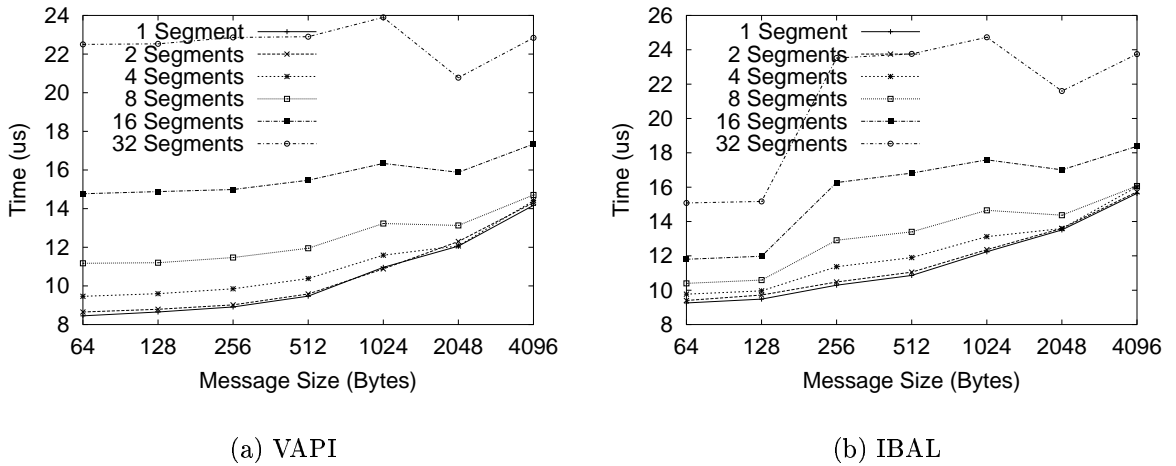 24
22
20
18
16
14
12
10
8
Time (us)
1 Segment
2 Segments
4 Segments
8 Segments
16 Segments
32 Segments
64 128 256 512 1024 2048 4096
Message Size (Bytes)
(a) VAPI
26
24
22
20
18
16
14
12
10
8
Time (us)
1 Segment
2 Segments
4 Segments
8 Segments
16 Segments
32 Segments
64 128 256 512 1024 2048 4096
Message Size (Bytes)
(b) IBAL